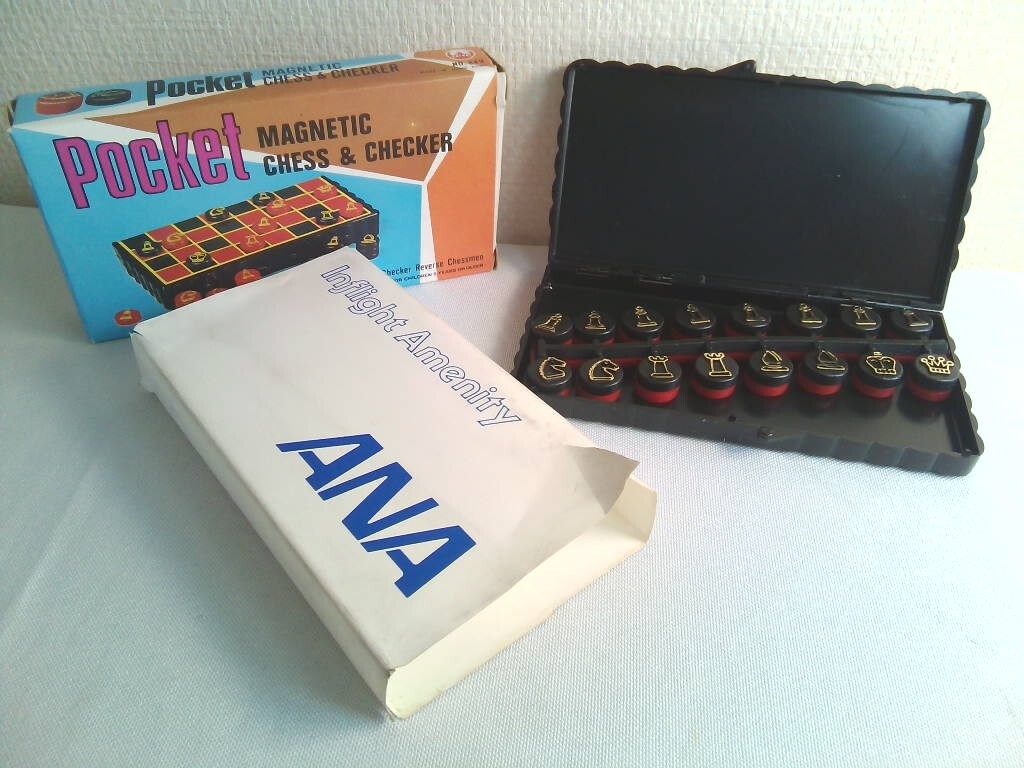 Pocket MAGNETIC
CHESS & CHECKER
Pocket MAGNETIC
CHESS & CHECKER
Checker Reverse Chessmen
Inflight Amenity
ANA